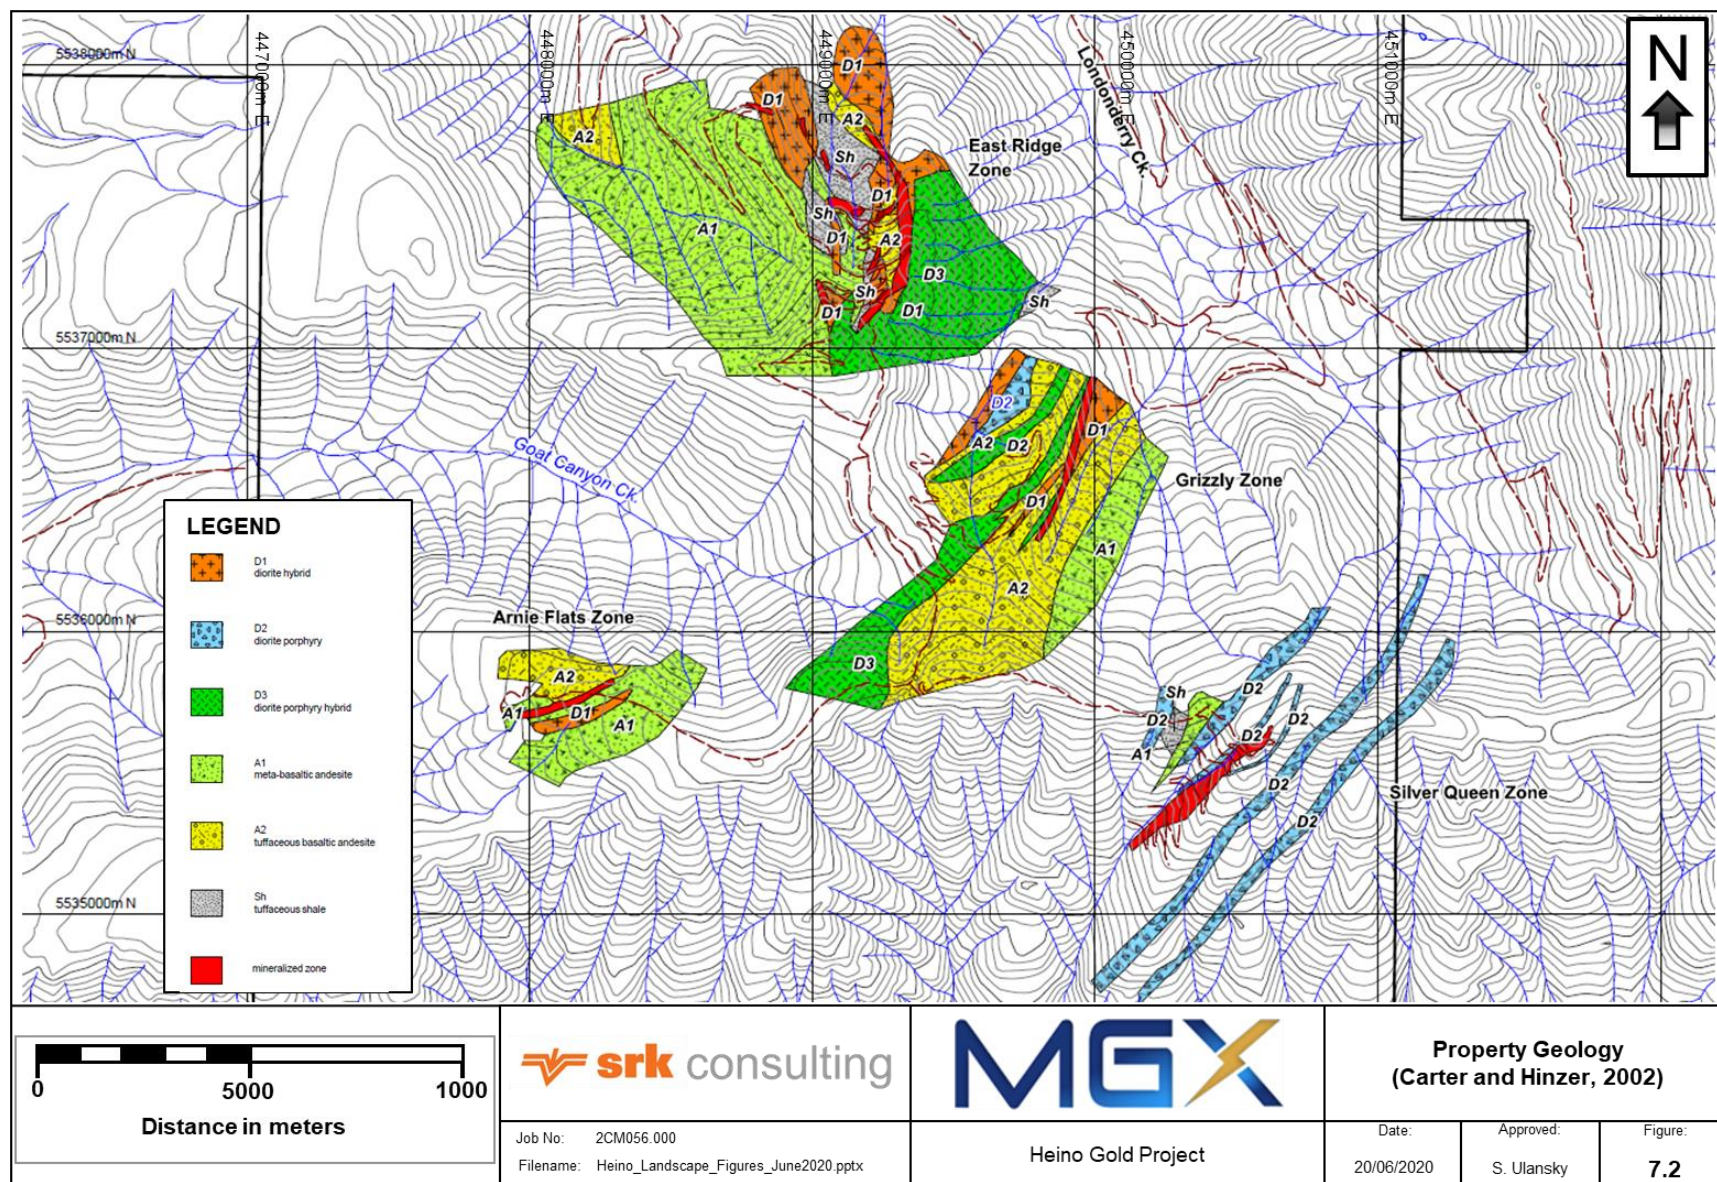 447000m E
448000m E
449000m E
450000m E
451000m E
5538000m N
5537000m N
5536000m N
5535000m N
N
Londonderry Ck.
D1
D1
A2
A2
Sh
D1
Sh
A1
D1
A2
D3
Sh
Sh
D1
D1
East Ridge
Zone
D2
A2
D2
D1
D1
A1
A2
D3
Grizzly Zone
Goat Canyon Ck.
Arnie Flats Zone
A2
A1
D1
A1
Sh
D2
D2
D2
D2
A1
D2
D2
Silver Queen Zone
LEGEND
D1
diorite hybrid
D2
diorite porphyry
D3
diorite porphyry hybrid
A1
meta-basaltic andesite
A2
tuffaceous basaltic andesite
Sh
tuffaceous shale
mineralized zone
0 5000 1000
Distance in meters
srk consulting
Job No: 2CM056.000
Filename: Heino_Landscape_Figures_June2020.pptx
MGX
Heino Gold Project
Property Geology
(Carter and Hinzer, 2002)
Date: Approved: Figure:
20/06/2020 S. Ulansky 7.2